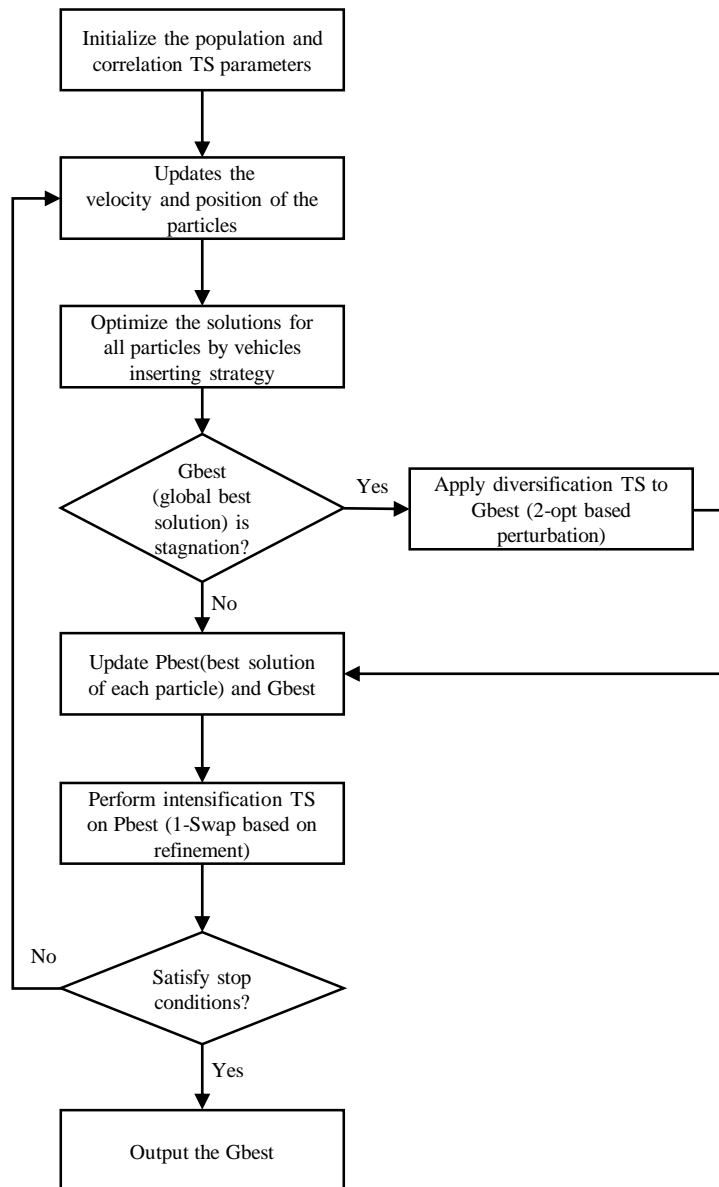 Initialize the population and
correlation TS parameters
Updates the
velocity and position of the
particles
Optimize the solutions for
all particles by vehicles
inserting strategy
Gbest
(global best
solution) is
stagnation?
Yes
Apply diversification TS to
Gbest (2-opt based
perturbation)
No
Update Pbest(best solution
of each particle) and Gbest
Perform intensification TS
on Pbest (1-Swap based on
refinement)
No
Satisfy stop
conditions?
Yes
Output the Gbest